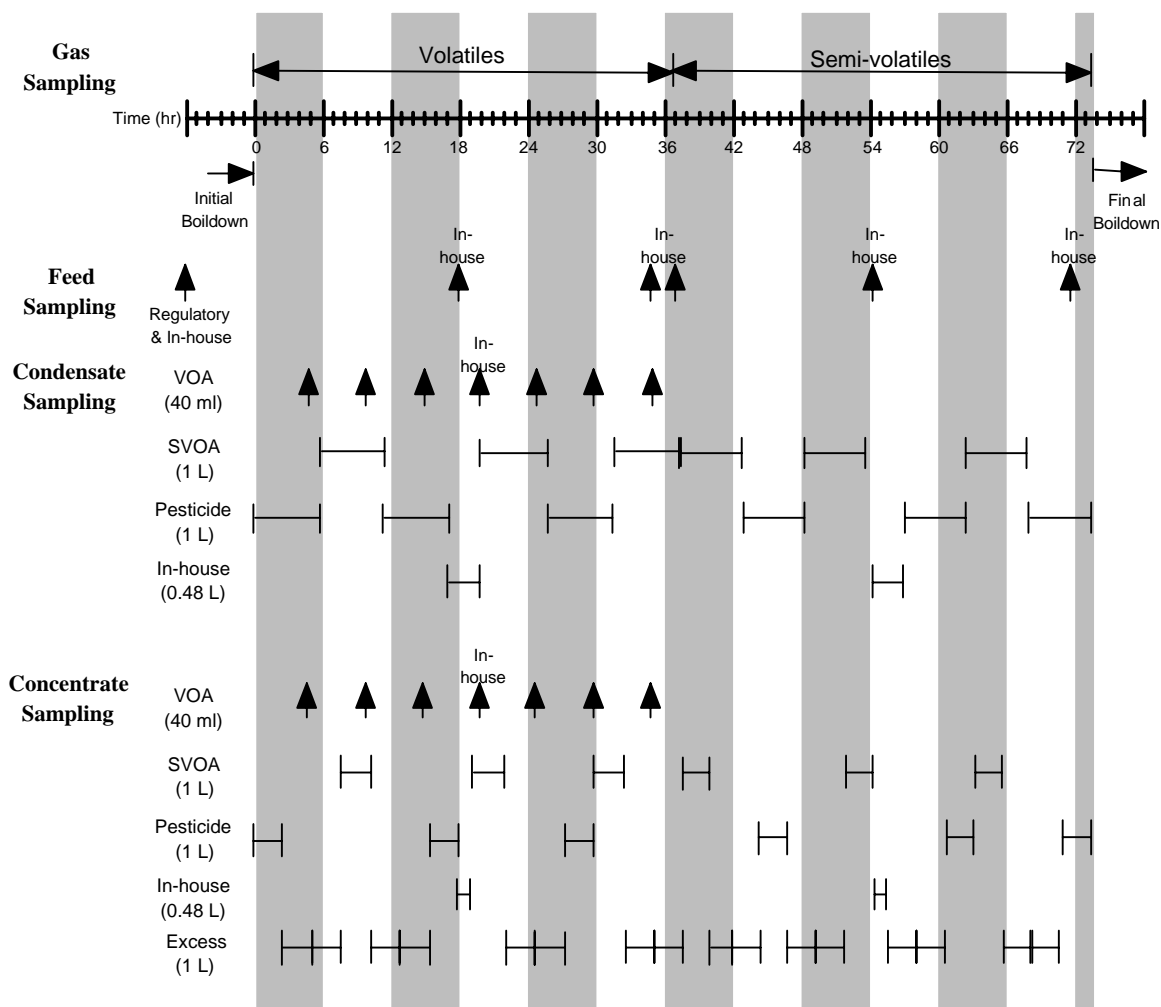 Gas
Sampling
Volatiles
Semi-volatiles
Time (hr)
0 6 12 18 24 30 36 42 48 54 60 66 72
Initial
Boildown
Final
Boildown
Feed
Sampling
Regulatory
& In-house
In-
house
In-
house
In-
house
In-
house
Condensate
Sampling
VOA
(40 ml)
In-
house
SVOA
(1 L)
Pesticide
(1 L)
In-house
(0.48 L)
Concentrate
Sampling
VOA
(40 ml)
In-
house
SVOA
(1 L)
Pesticide
(1 L)
In-house
(0.48 L)
Excess
(1 L)